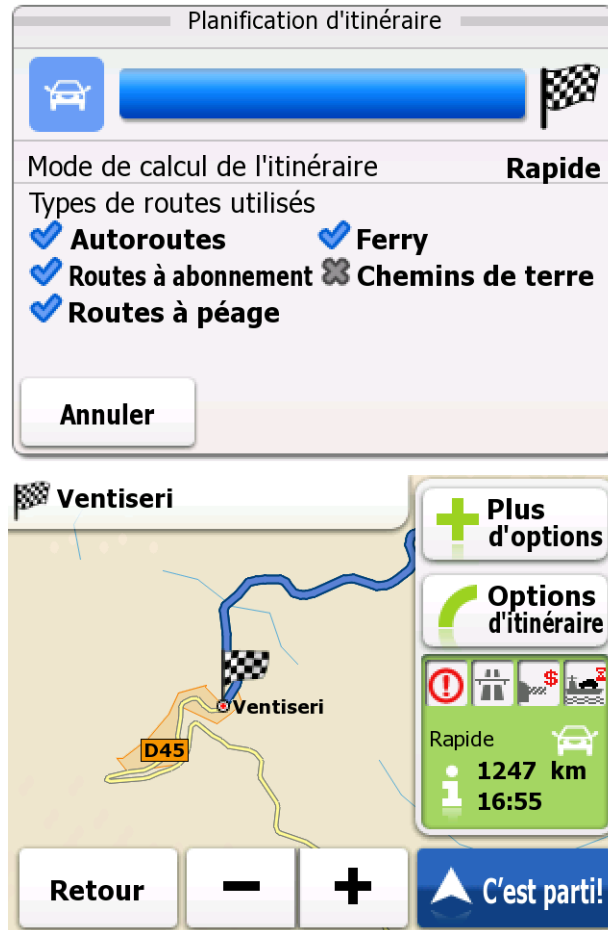 Planification d'itinéraire
Mode de calcul de l'itinéraire Rapide
Types de routes utilisés
Autoroutes Ferry
Routes à abonnement Chemins de terre
Routes à péage
Annuler
Ventiseri
Plus
d'options
Options
d'itinéraire
Ventiseri
D45
Rapide
1247 km
16:55
Retour
− +
C'est parti!